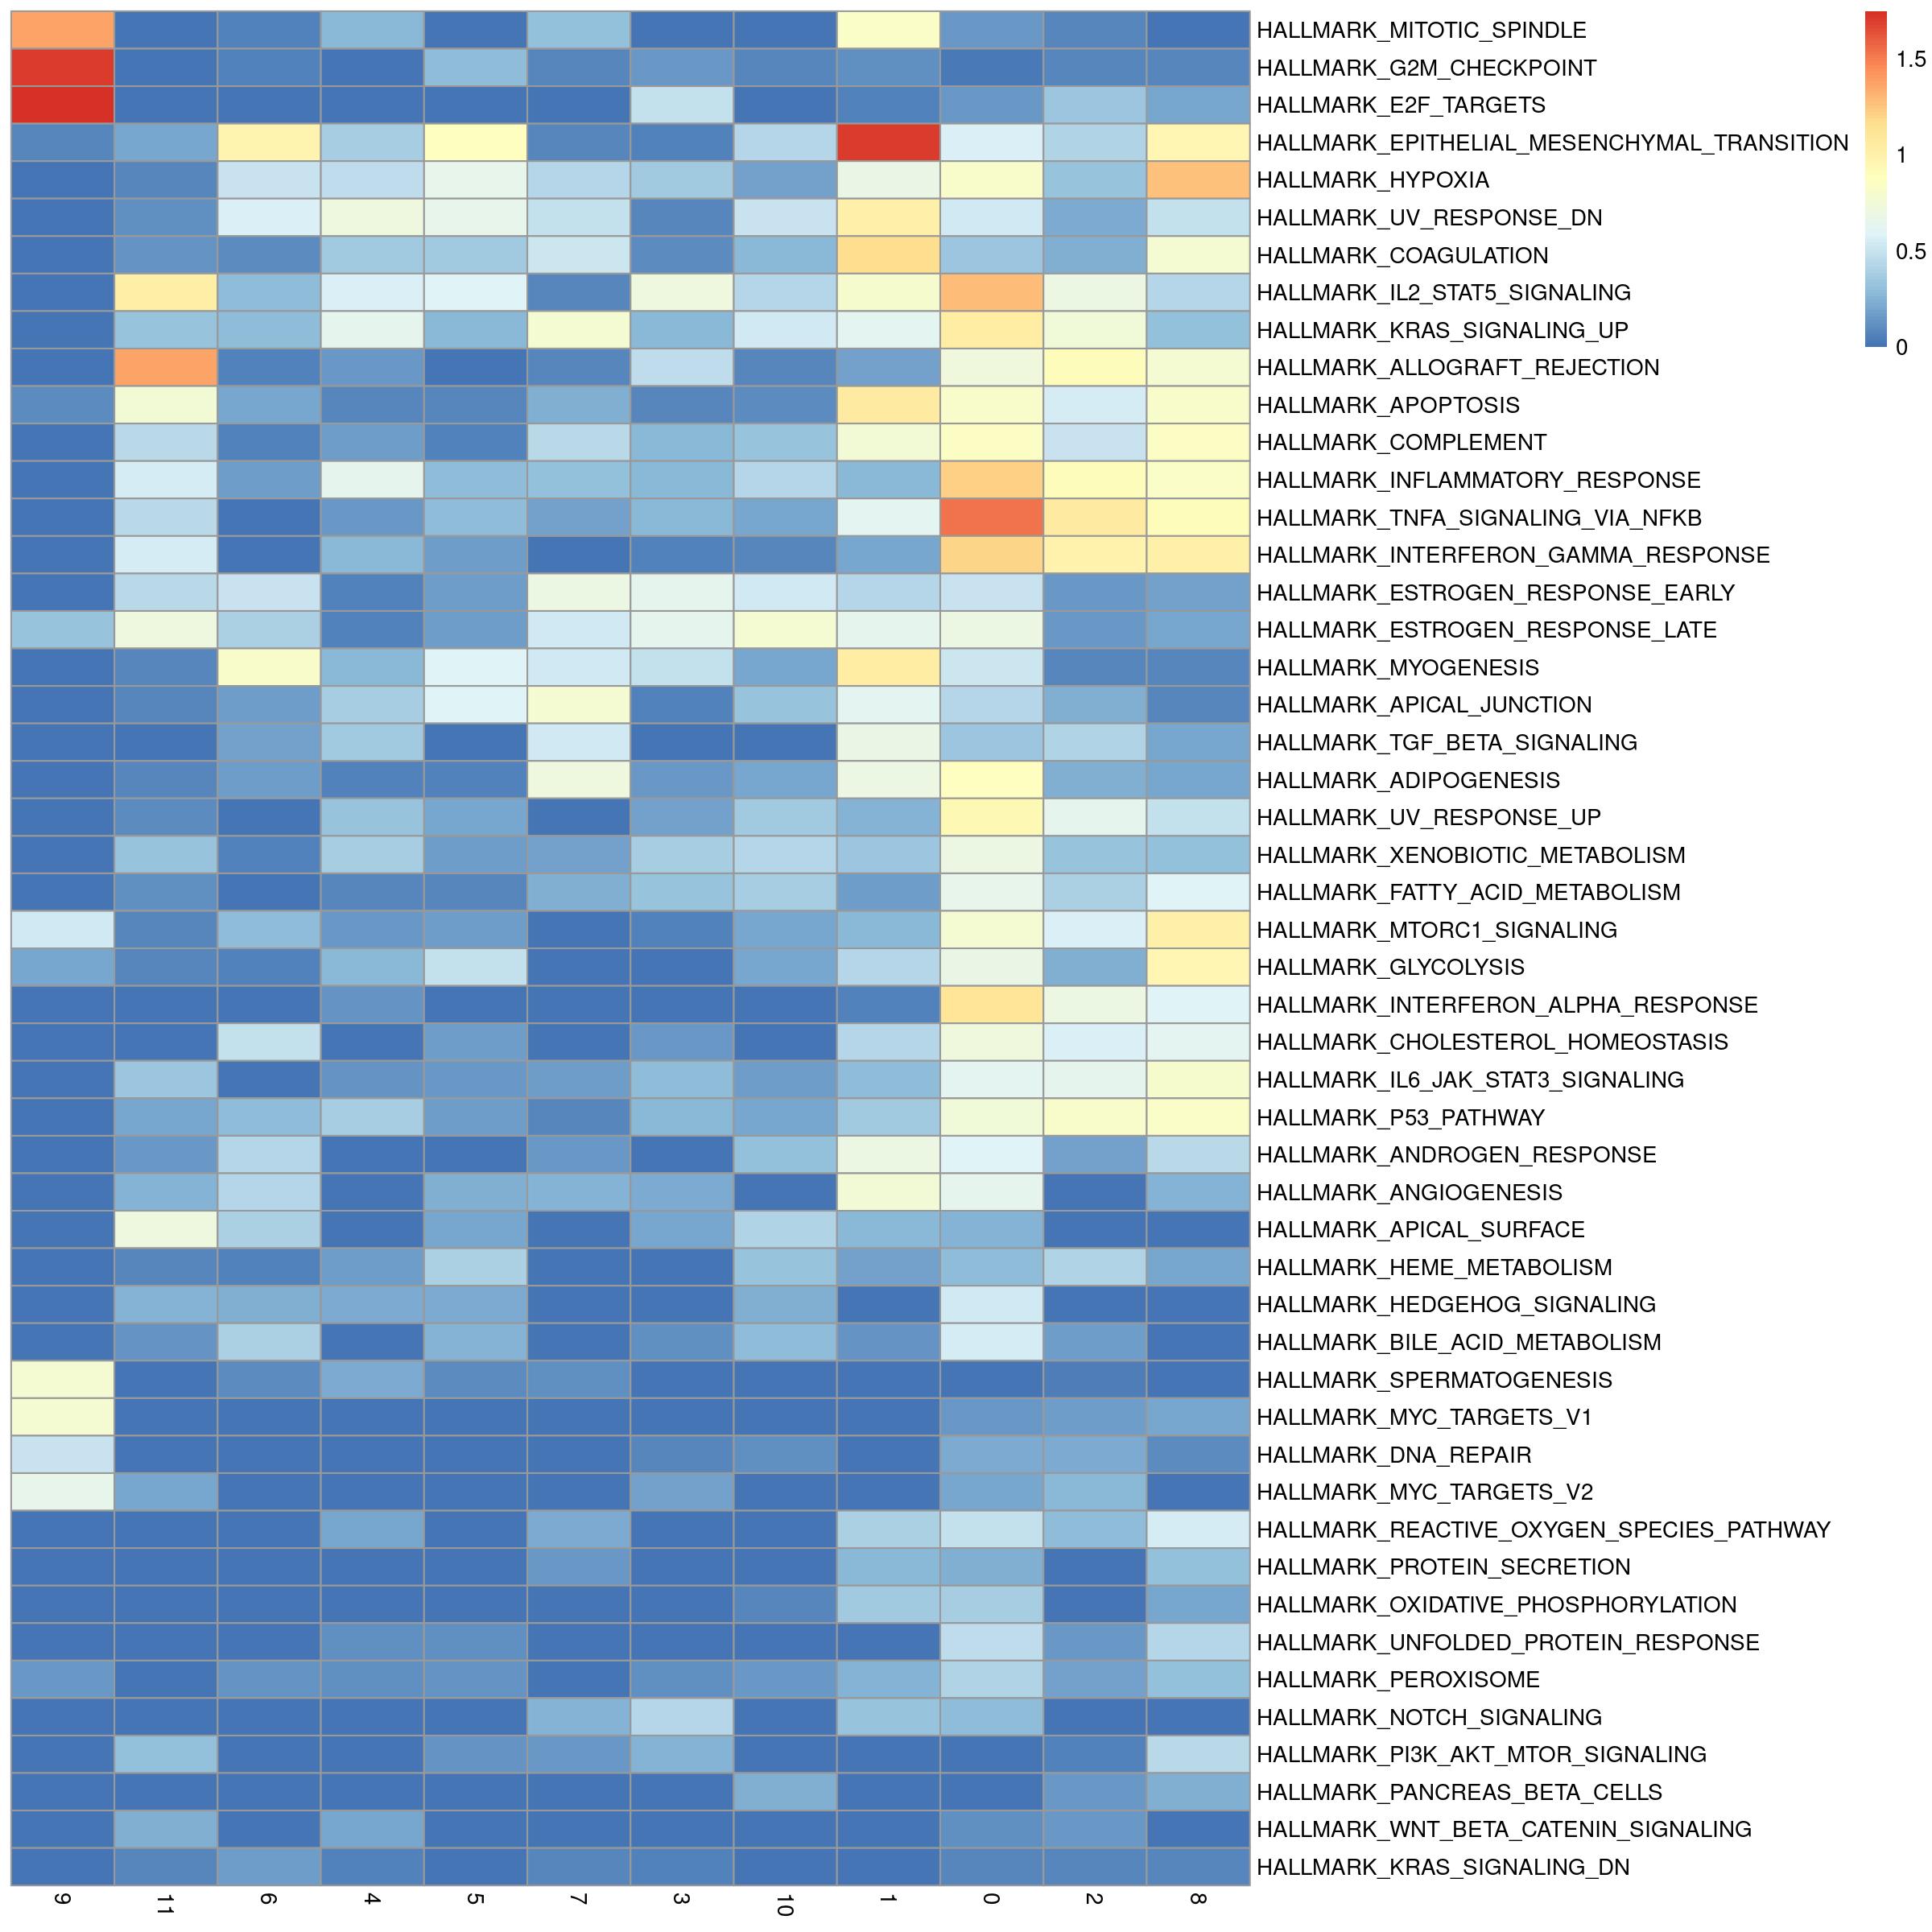 HALLMARK_MITOTIC_SPINDLE
HALLMARK_G2M_CHECKPOINT
HALLMARK_E2F_TARGETS
HALLMARK_EPITHELIAL_MESENCHYMAL_TRANSITION
HALLMARK_HYPOXIA
HALLMARK_UV_RESPONSE_DN
HALLMARK_COAGULATION
HALLMARK_IL2_STAT5_SIGNALING
HALLMARK_KRAS_SIGNALING_UP
HALLMARK_ALLOGRAFT_REJECTION
HALLMARK_APOPTOSIS
HALLMARK_COMPLEMENT
HALLMARK_INFLAMMATORY_RESPONSE
HALLMARK_TNFA_SIGNALING_VIA_NFKB
HALLMARK_INTERFERON_GAMMA_RESPONSE
HALLMARK_ESTROGEN_RESPONSE_EARLY
HALLMARK_ESTROGEN_RESPONSE_LATE
HALLMARK_MYOGENESIS
HALLMARK_APICAL_JUNCTION
HALLMARK_TGF_BETA_SIGNALING
HALLMARK_ADIPOGENESIS
HALLMARK_UV_RESPONSE_UP
HALLMARK_XENOBIOTIC_METABOLISM
HALLMARK_FATTY_ACID_METABOLISM
HALLMARK_MTORC1_SIGNALING
HALLMARK_GLYCOLYSIS
HALLMARK_INTERFERON_ALPHA_RESPONSE
HALLMARK_CHOLESTEROL_HOMEOSTASIS
HALLMARK_IL6_JAK_STAT3_SIGNALING
HALLMARK_P53_PATHWAY
HALLMARK_ANDROGEN_RESPONSE
HALLMARK_ANGIOGENESIS
HALLMARK_APICAL_SURFACE
HALLMARK_HEME_METABOLISM
HALLMARK_HEDGEHOG_SIGNALING
HALLMARK_BILE_ACID_METABOLISM
HALLMARK_SPERMATOGENESIS
HALLMARK_MYC_TARGETS_V1
HALLMARK_DNA_REPAIR
HALLMARK_MYC_TARGETS_V2
HALLMARK_REACTIVE_OXYGEN_SPECIES_PATHWAY
HALLMARK_PROTEIN_SECRETION
HALLMARK_OXIDATIVE_PHOSPHORYLATION
HALLMARK_UNFOLDED_PROTEIN_RESPONSE
HALLMARK_PEROXISOME
HALLMARK_NOTCH_SIGNALING
HALLMARK_PI3K_AKT_MTOR_SIGNALING
HALLMARK_PANCREAS_BETA_CELLS
HALLMARK_WNT_BETA_CATENIN_SIGNALING
HALLMARK_KRAS_SIGNALING_DN
9 11 6 4 5 7 3 10 1 0 2 8
1.5
1
0.5
0